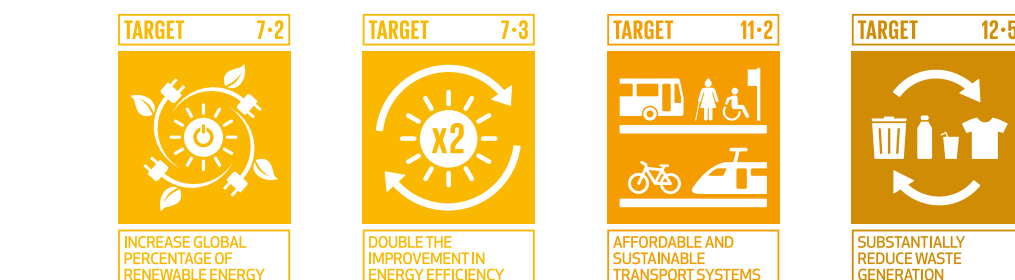 TARGET 7·2
INCREASE GLOBAL
PERCENTAGE OF
RENEWABLE ENERGY
TARGET 7·3
x2
DOUBLE THE
IMPROVEMENT IN
ENERGY EFFICIENCY
TARGET 11·2
AFFORDABLE AND
SUSTAINABLE
TRANSPORT SYSTEMS
TARGET 12·5
SUBSTANTIALLY
REDUCE WASTE
GENERATION